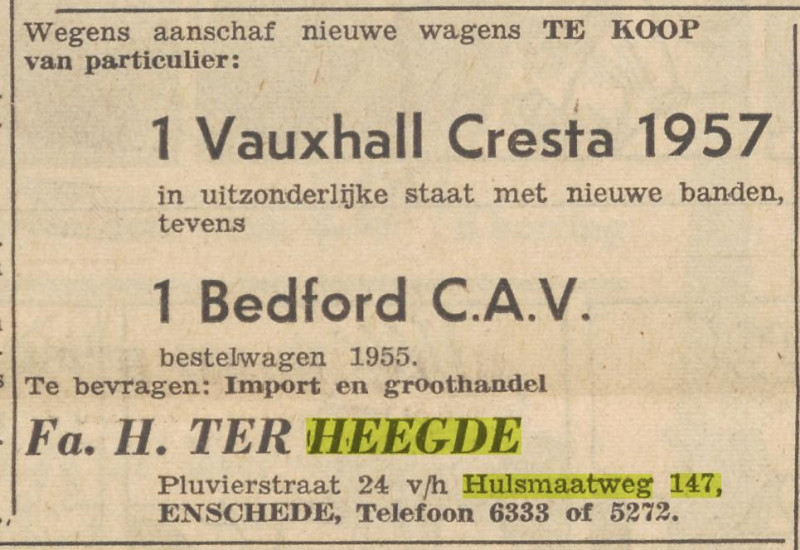 Wegens aanschaf nieuwe wagens TE KOOP
van particulier:
1 Vauxhall Cresta 1957
in uitzonderlijke staat met nieuwe banden,
tevens
1 Bedford C.A.V.
bestelwagen 1955.
Te bevragen: Import en groothandel
Fa. H. TER HEEGDE
Pluvierstraat 24 v/h Hulsmaatweg 147,
ENSCHEDE, Telefoon 6333 of 5272.